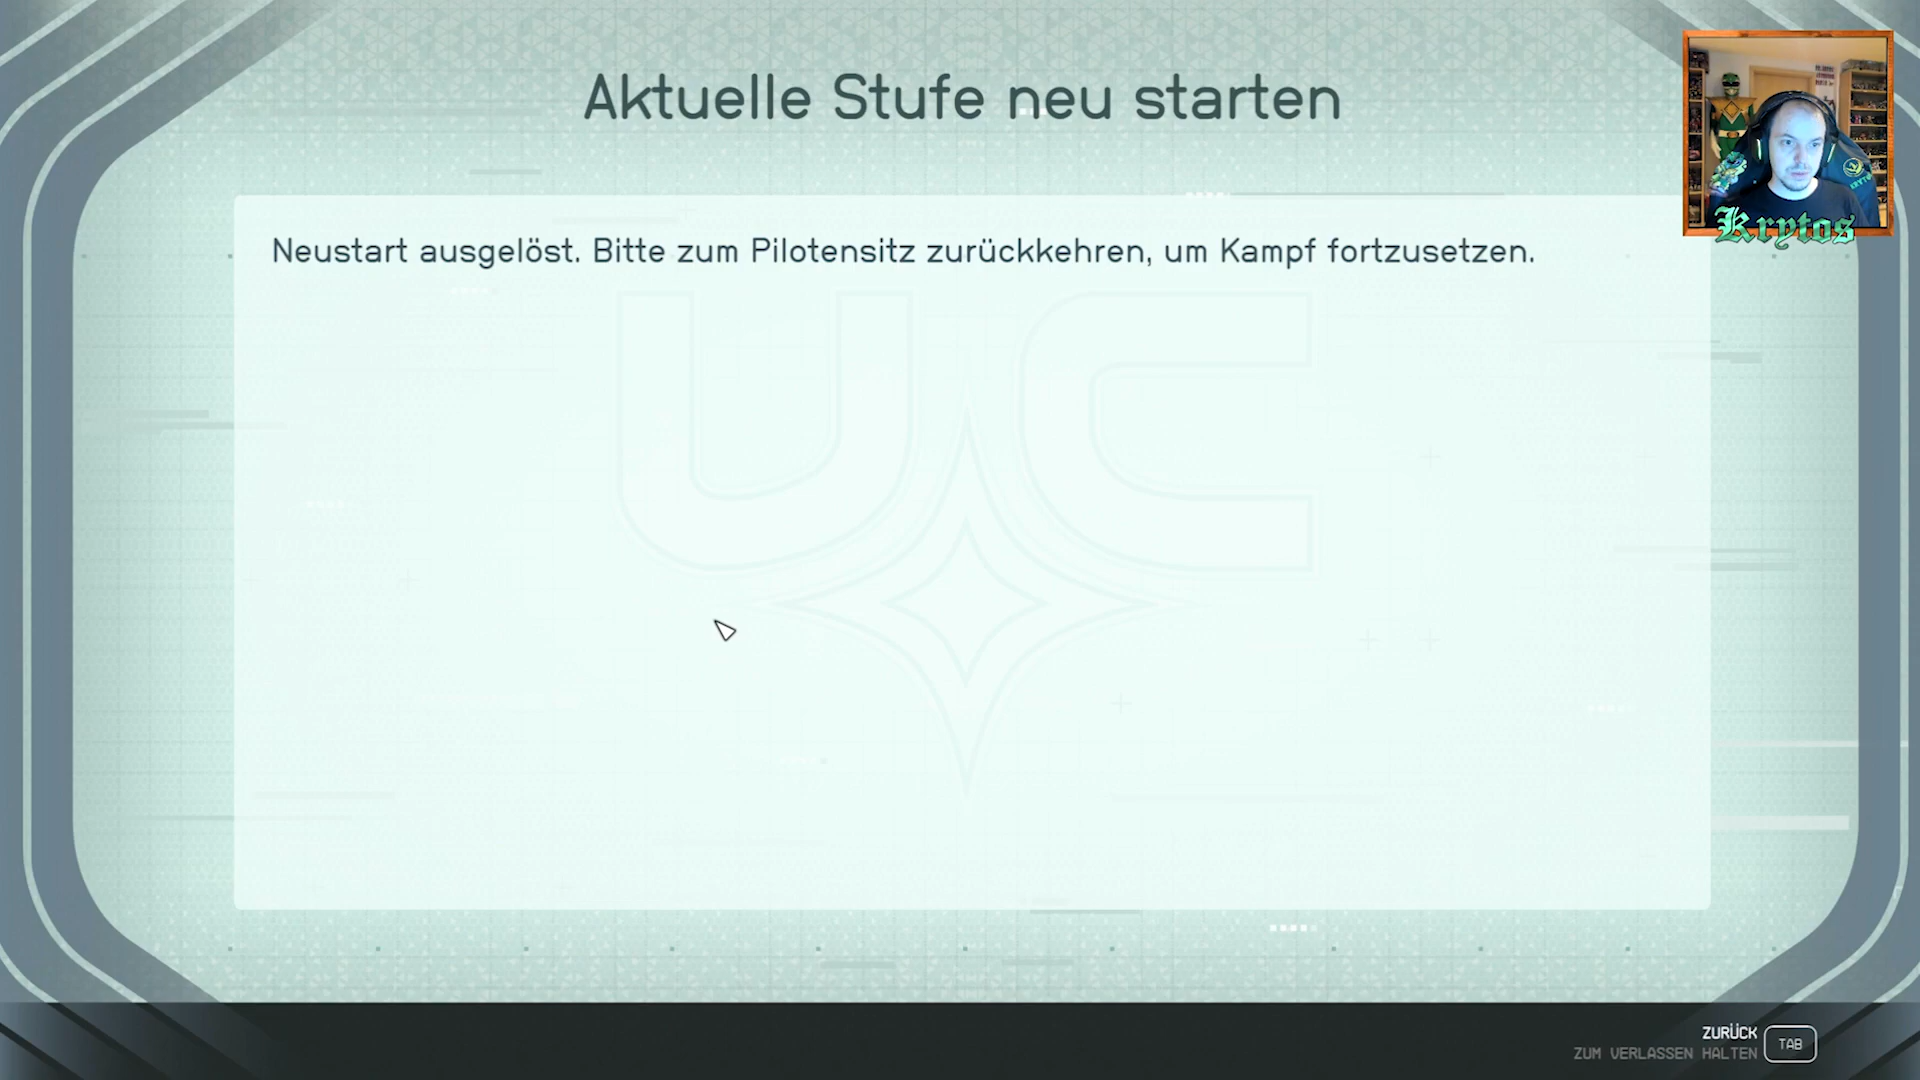 Aktuelle Stufe neu starten
Neustart ausgelöst. Bitte zum Pilotensitz zurückkehren, um Kampf fortzusetzen.
UC
Krytos
ZURÜCK
ZUM VERLASSEN HALTEN
TAB